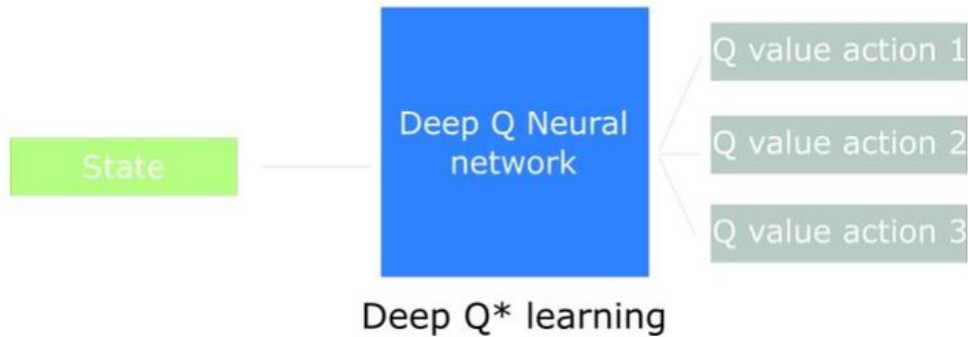 State
Deep Q Neural
network
Q value action 1
Q value action 2
Q value action 3
Deep Q* learning